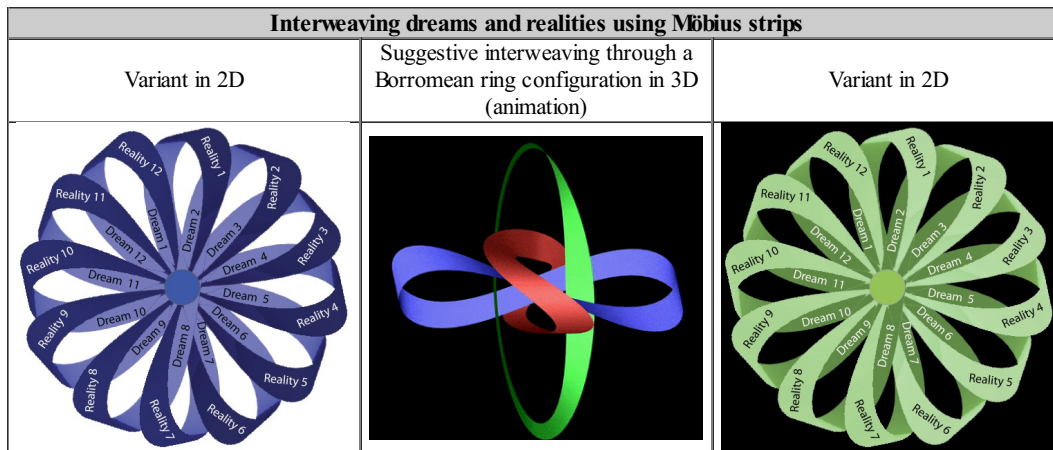 Interweaving dreams and realities using Möbius strips
Variant in 2D
Suggestive interweaving through a
Borromean ring configuration in 3D
(animation)
Variant in 2D
Reality 1
Reality 2
Reality 3
Reality 4
Reality 5
Reality 6
Reality 7
Reality 8
Reality 9
Reality 10
Reality 11
Reality 12
Dream 1
Dream 2
Dream 3
Dream 4
Dream 5
Dream 6
Dream 7
Dream 8
Dream 9
Dream 10
Dream 11
Dream 12
Reality 1
Reality 2
Reality 3
Reality 4
Reality 5
Reality 6
Reality 7
Reality 8
Reality 9
Reality 10
Reality 11
Reality 12
Dream 1
Dream 2
Dream 3
Dream 4
Dream 5
Dream 6
Dream 7
Dream 8
Dream 9
Dream 10
Dream 11
Dream 12